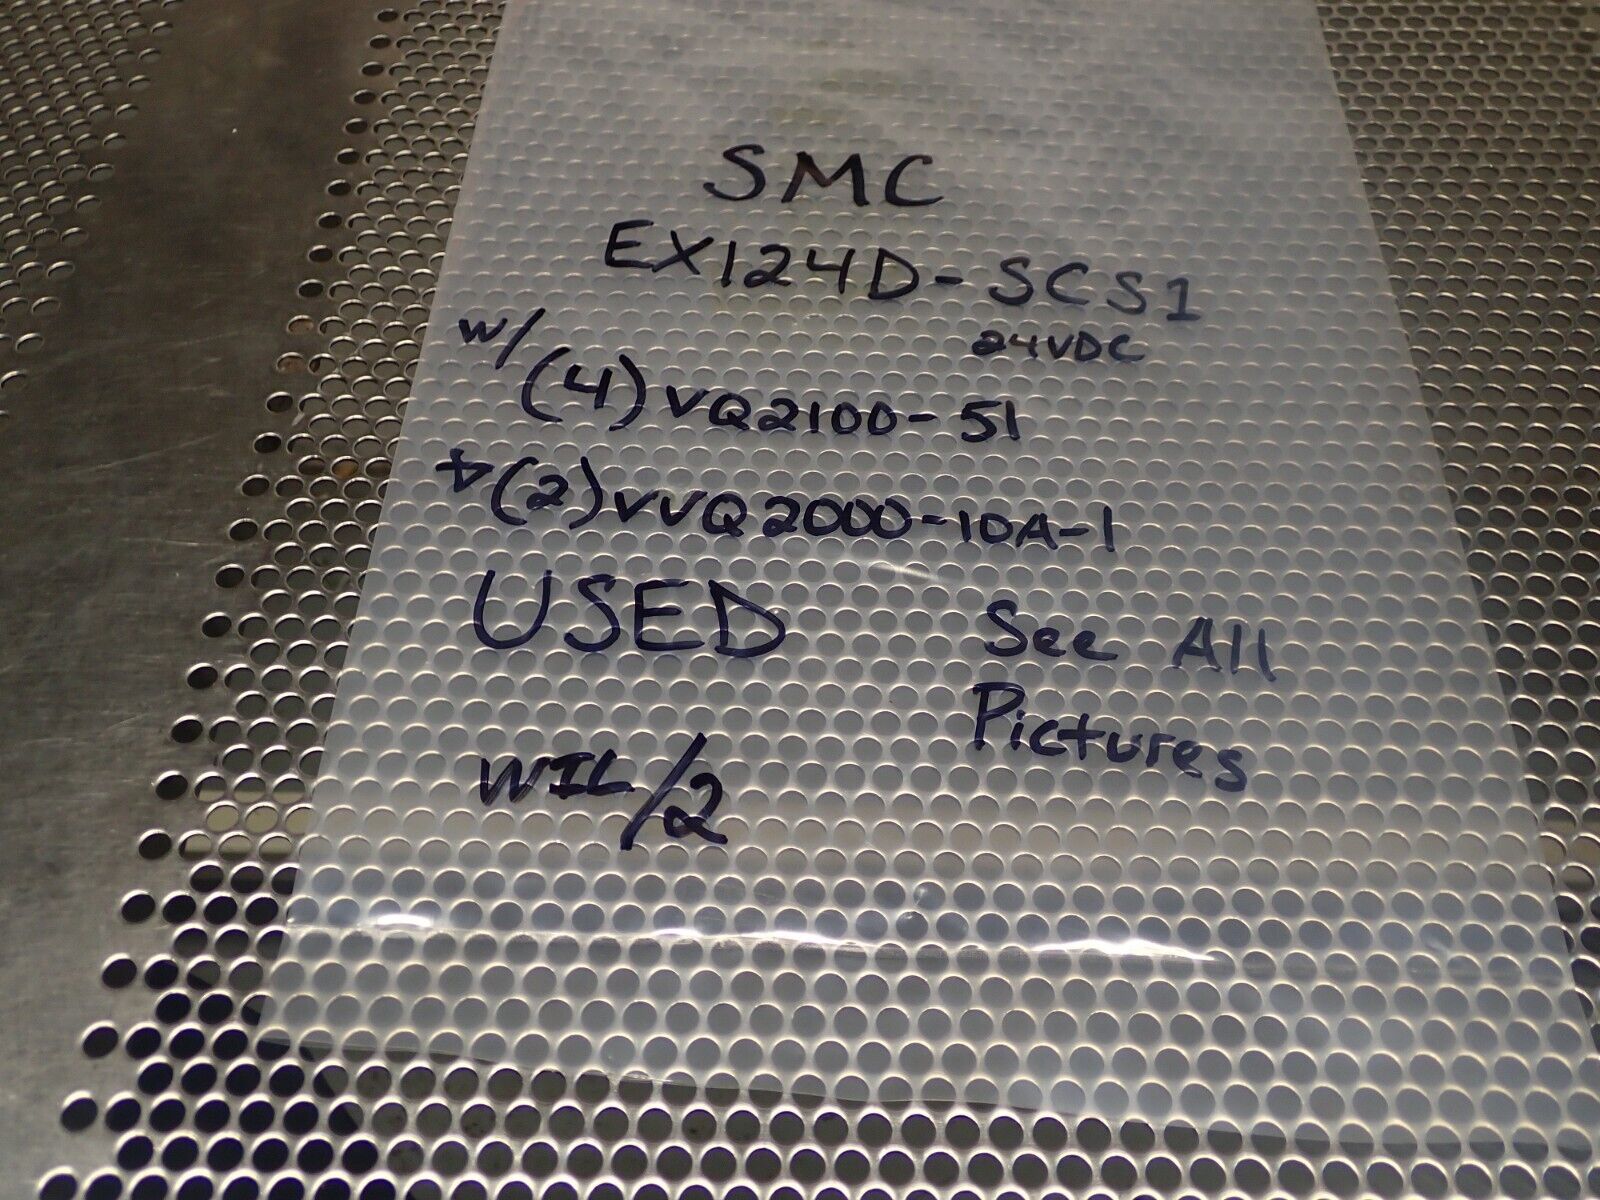 SMC
EX124D-SCS1
24VDC
w/(4)VQ2100-51
+(2)VVQ2000-10A-1
USED
See All
Pictures
WIL/2